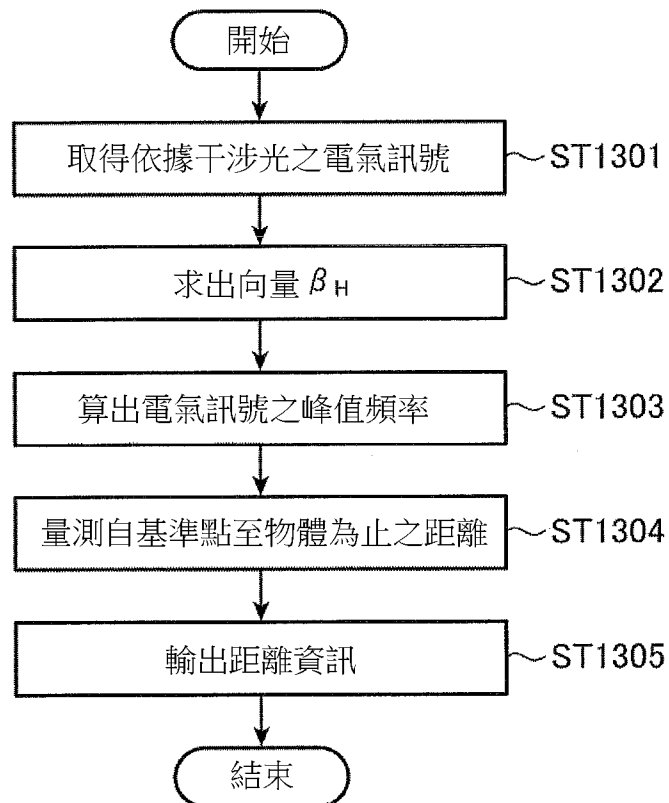 開始
取得依據干涉光之電氣訊號 ~ST1301
求出向量βH ~ST1302
算出電氣訊號之峰值頻率 ~ST1303
量測自基準點至物體為止之距離 ~ST1304
輸出距離資訊 ~ST1305
結束